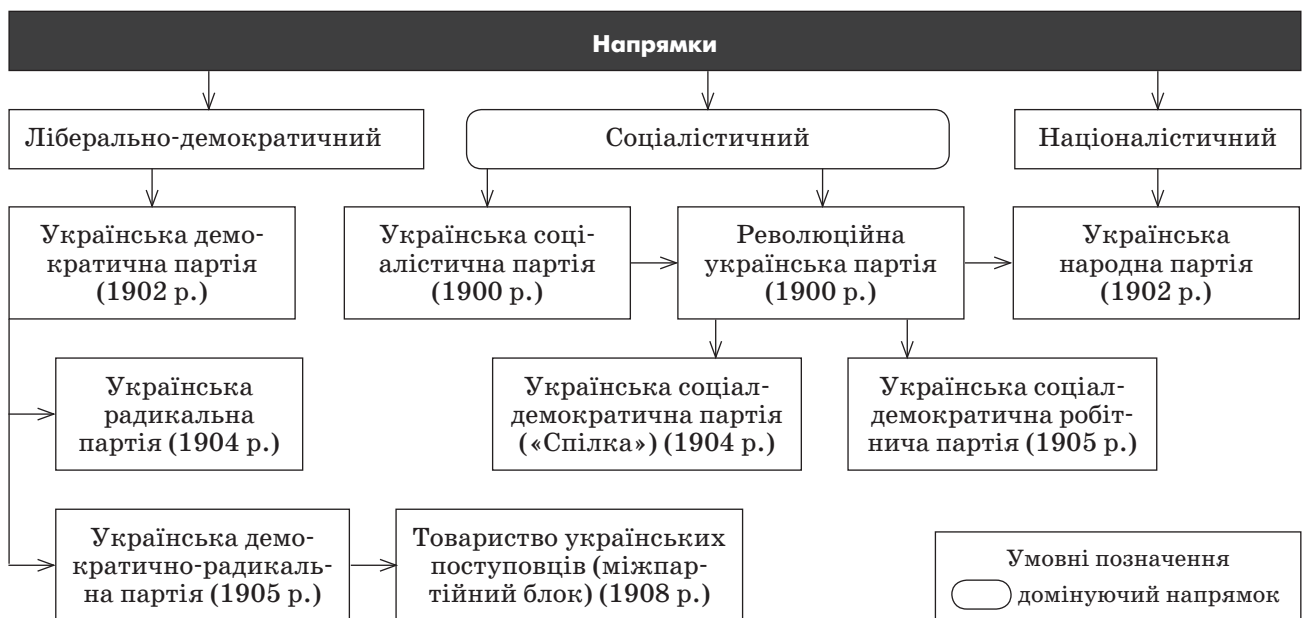 Напрямки
Ліберально-демократичний
Соціалістичний
Націоналістичний
Українська демо-
кратична партія
(1902 р.)
Українська соці-
алістична партія
(1900 р.)
Революційна
українська партія
(1900 р.)
Українська
народна партія
(1902 р.)
Українська
радикальна
партія (1904 р.)
Українська соціал-
демократична партія
(«Спілка») (1904 р.)
Українська соціал-
демократична робіт-
нича партія (1905 р.)
Українська демо-
кратично-радикаль-
на партія (1905 р.)
Товариство українських
поступовців (міжпар-
тійний блок) (1908 р.)
Умовні позначення
домінуючий напрямок